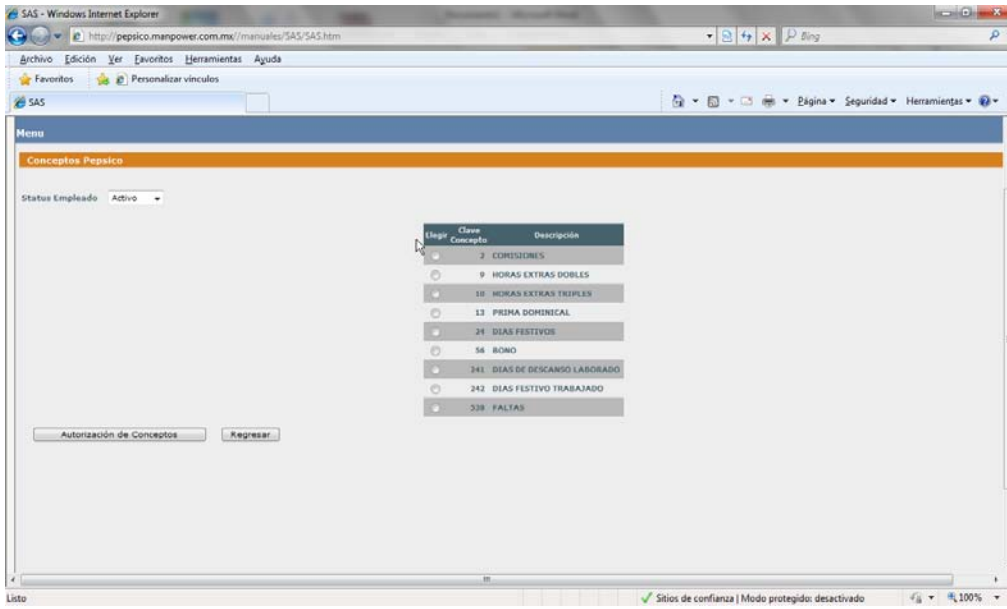 SAS - Windows Internet Explorer
http://pepsico.manpower.com.mx//manuales/SAS/SAS.htm
Bing
Archivo Edición Ver Favoritos Herramientas Ayuda
Favoritos Personalizar vínculos
SAS
Página Seguridad Herramientas
Menu
Conceptos Pepsico
Status Empleado Activo
Elegir Clave Concepto Descripción
2 COMISIONES
9 HORAS EXTRAS DOBLES
10 HORAS EXTRAS TRIPLES
13 PRIMA DOMINICAL
24 DIAS FESTIVOS
56 BONO
241 DIAS DE DESCANSO LABORADO
242 DIAS FESTIVO TRABAJADO
FALTAS
Autorización de Conceptos Regresar
Listo Sitios de confianza | Modo protegido: desactivado 100%